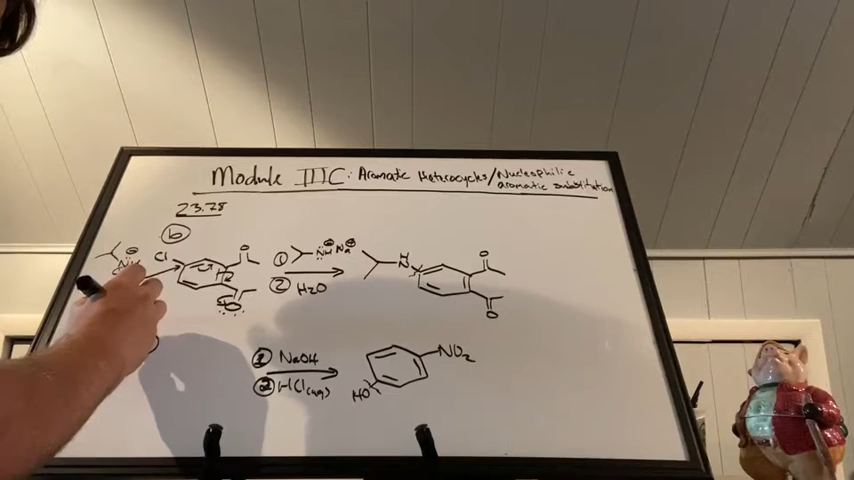 Module IIIC: Aromatic Heterocycles/Nucleophilic
aromatic substitution
23.78
b
Cl
O
① NH Na
② H2O
H
N
O
O
① NaOH
② HCl(aq)
NO2
HO